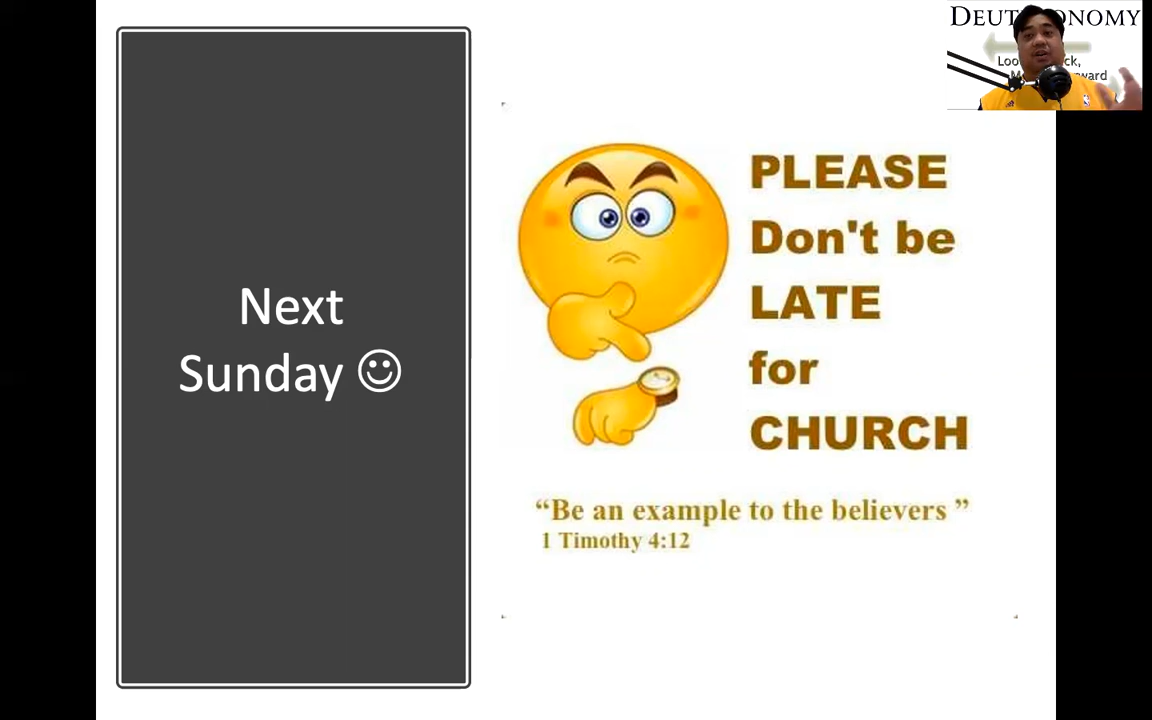 Next
Sunday ☺
PLEASE
Don't be
LATE
for
CHURCH
“Be an example to the believers ”
1 Timothy 4:12